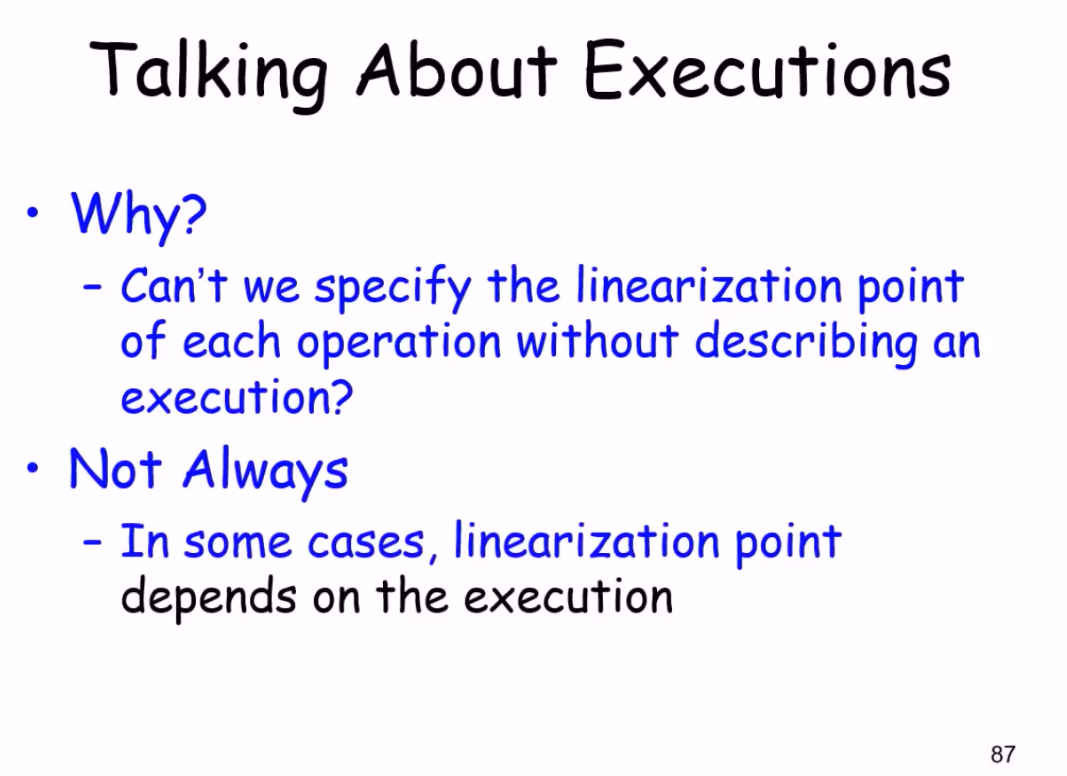 Talking About Executions
• Why?
– Can’t we specify the linearization point
of each operation without describing an
execution?
• Not Always
– In some cases, linearization point
depends on the execution
87